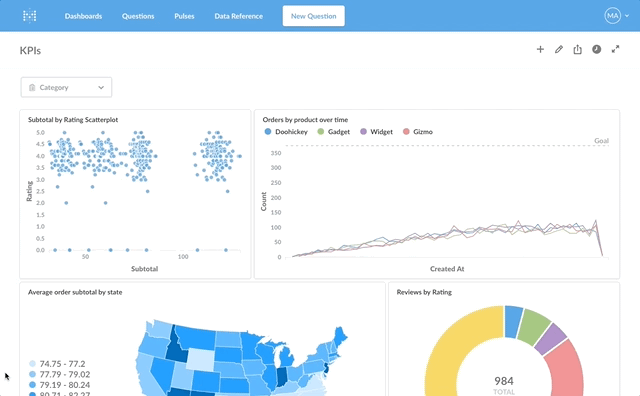 Dashboards Questions Pulses Data Reference New Question MA
KPIs
Category
Subtotal by Rating Scatterplot
5.0
4.5
4.0
3.5
3.0
2.5
2.0
1.5
1.0
0.5
0.0
Rating
50 100
Subtotal
Orders by product over time
Doohickey Gadget Widget Gizmo
Goal
350
300
250
200
150
100
50
0
Count
Created At
Average order subtotal by state
74.75 - 77.2
77.79 - 79.02
79.19 - 80.24
80.71 - 82.27
Reviews by Rating
984
TOTAL